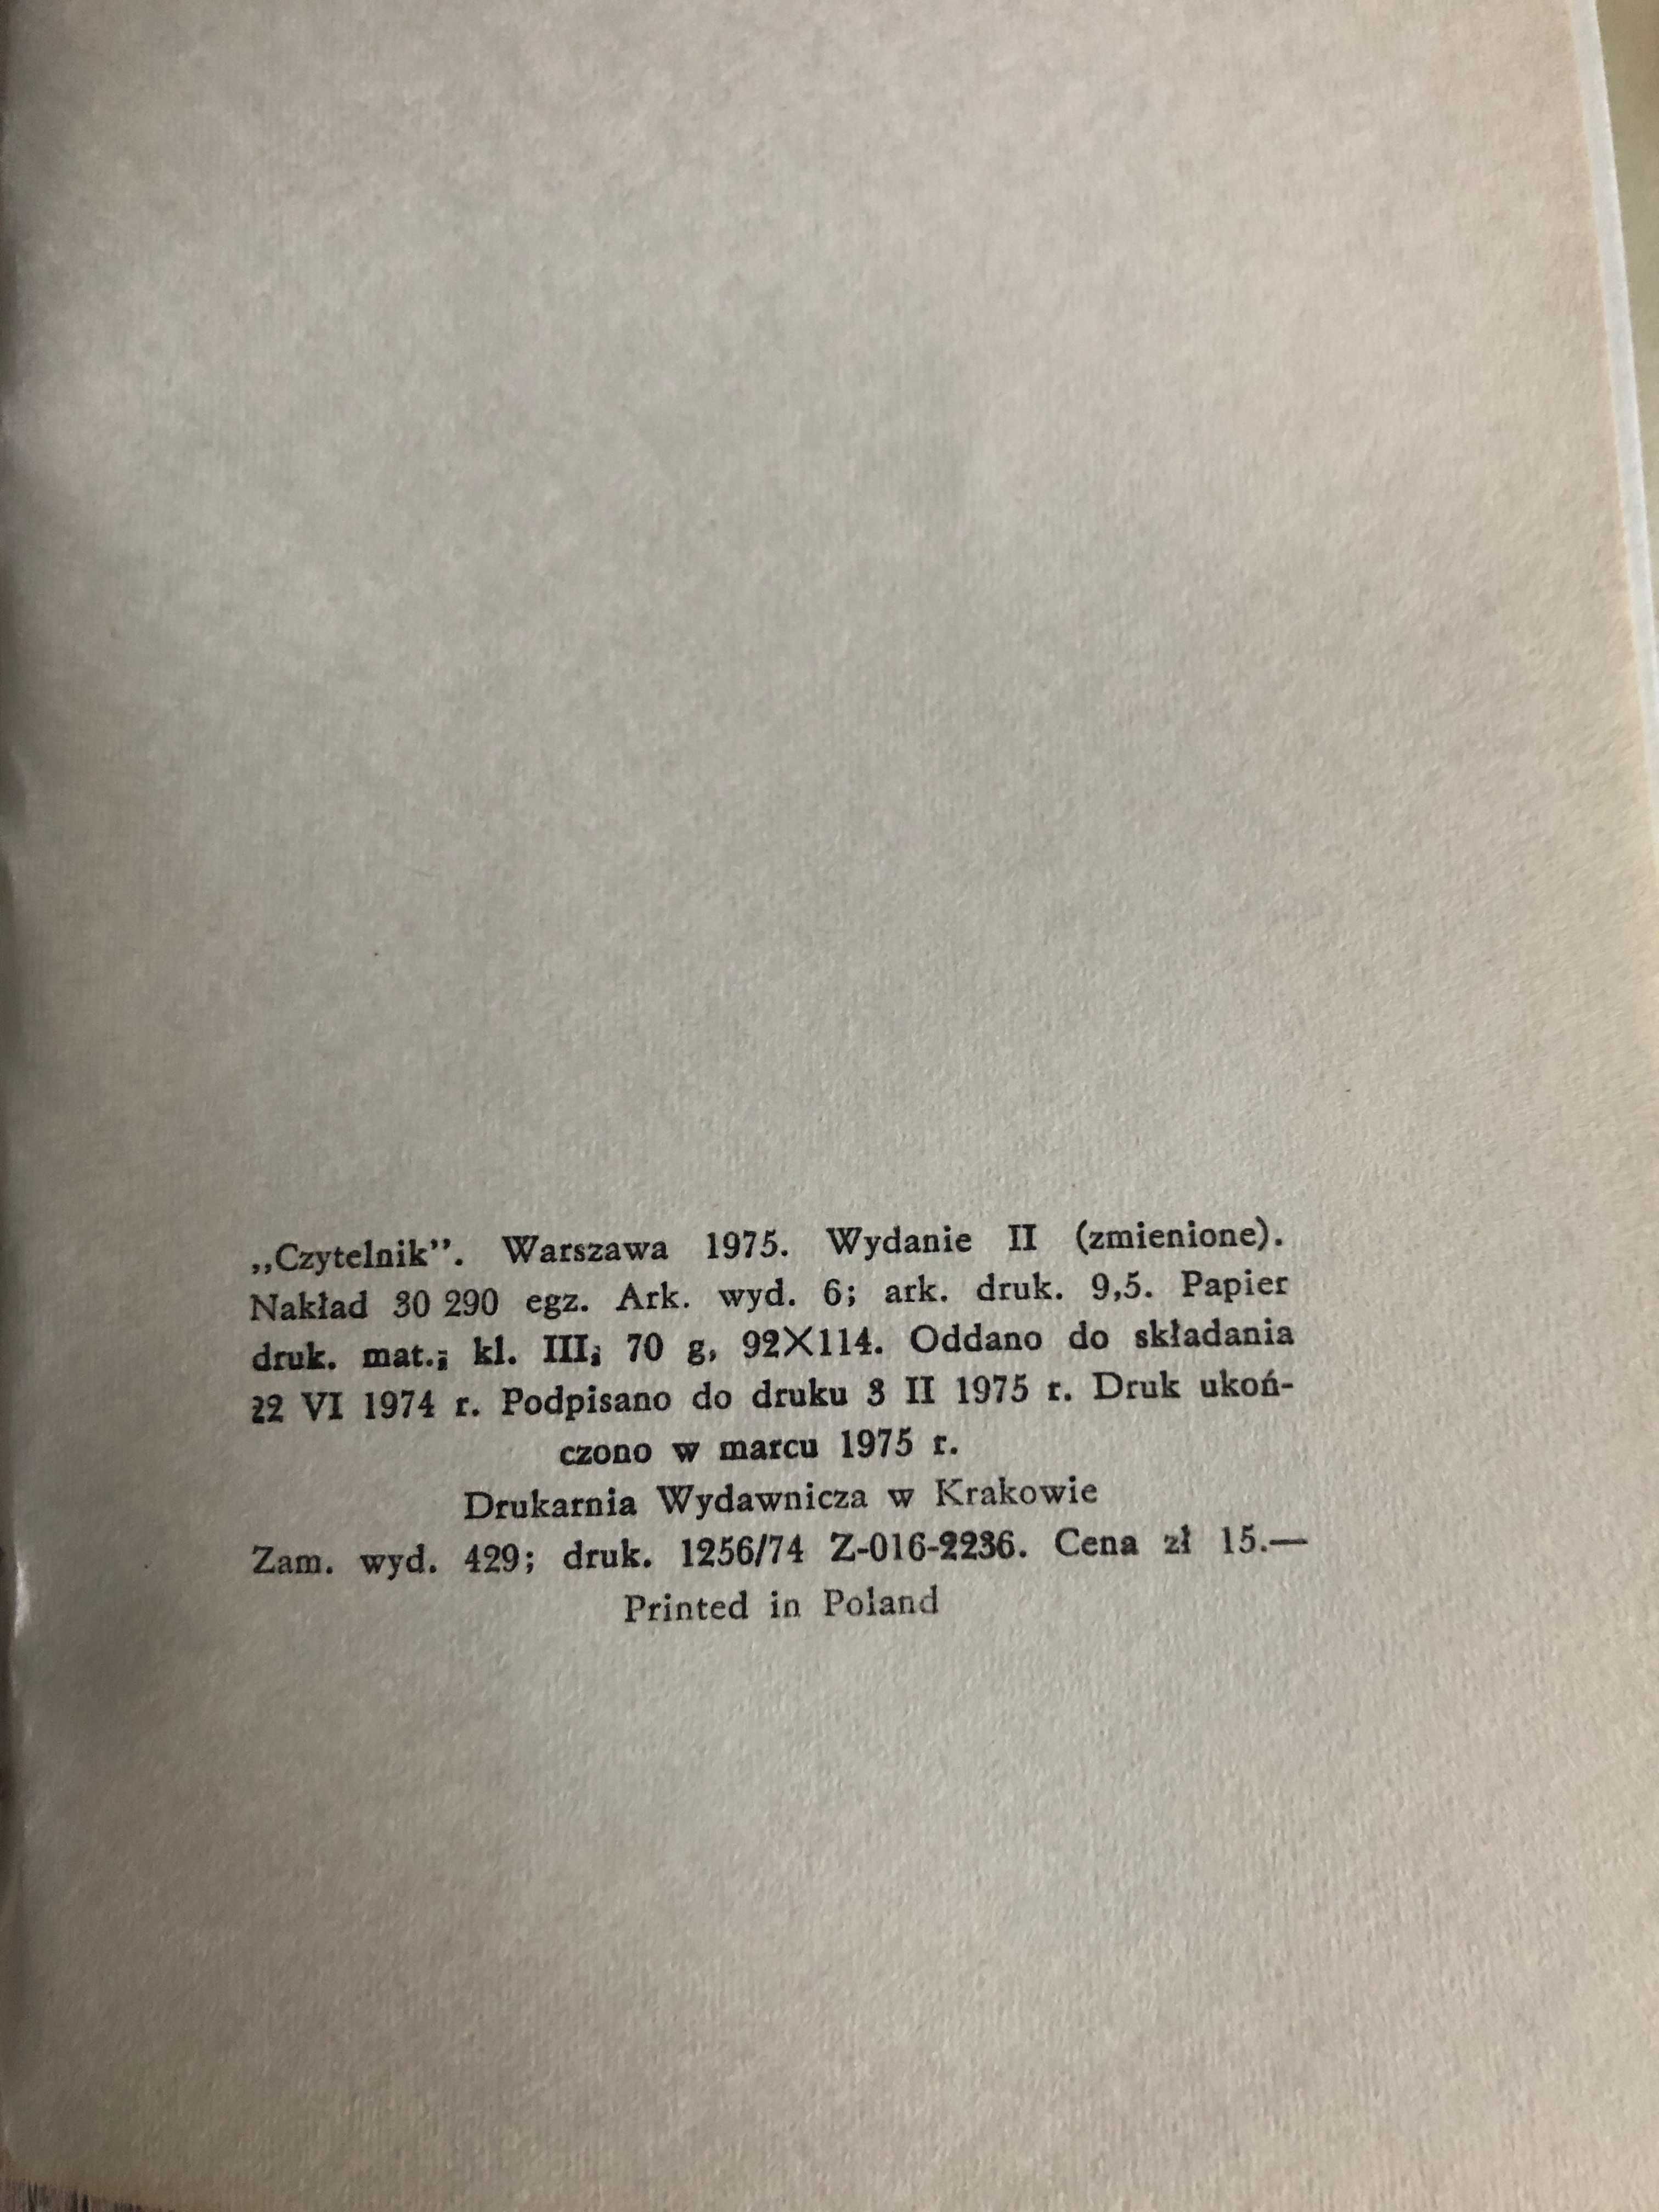 „Czytelnik”. Warszawa 1975. Wydanie II (zmienione).
Nakład 30 290 egz. Ark. wyd. 6; ark. druk. 9,5. Papier
druk. mat.; kl. III; 70 g, 92×114. Oddano do składania
22 VI 1974 r. Podpisano do druku 3 II 1975 r. Druk ukoń-
czono w marcu 1975 r.
Drukarnia Wydawnicza w Krakowie
Zam. wyd. 429; druk. 1256/74 Z-016-2236. Cena zł 15.—
Printed in Poland